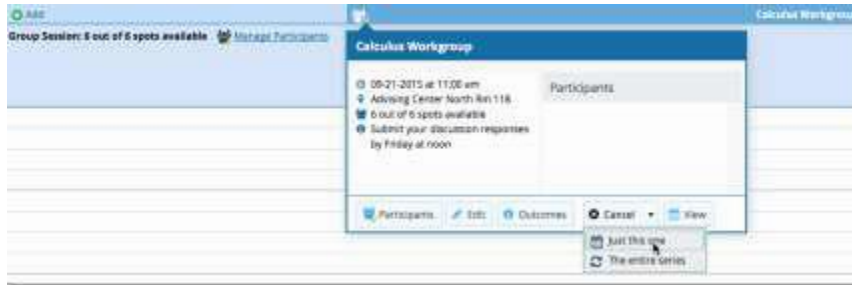 Add
Calculus Workgroup
Group Session: 6 out of 6 spots available Manage Participants
Calculus Workgroup
09-21-2015 at 11:00 am
Advising Center North Rm 118
6 out of 6 spots available
Submit your discussion responses
by Friday at noon
Participants
Participants Edit Outcomes Cancel View
Just this one
The entire series